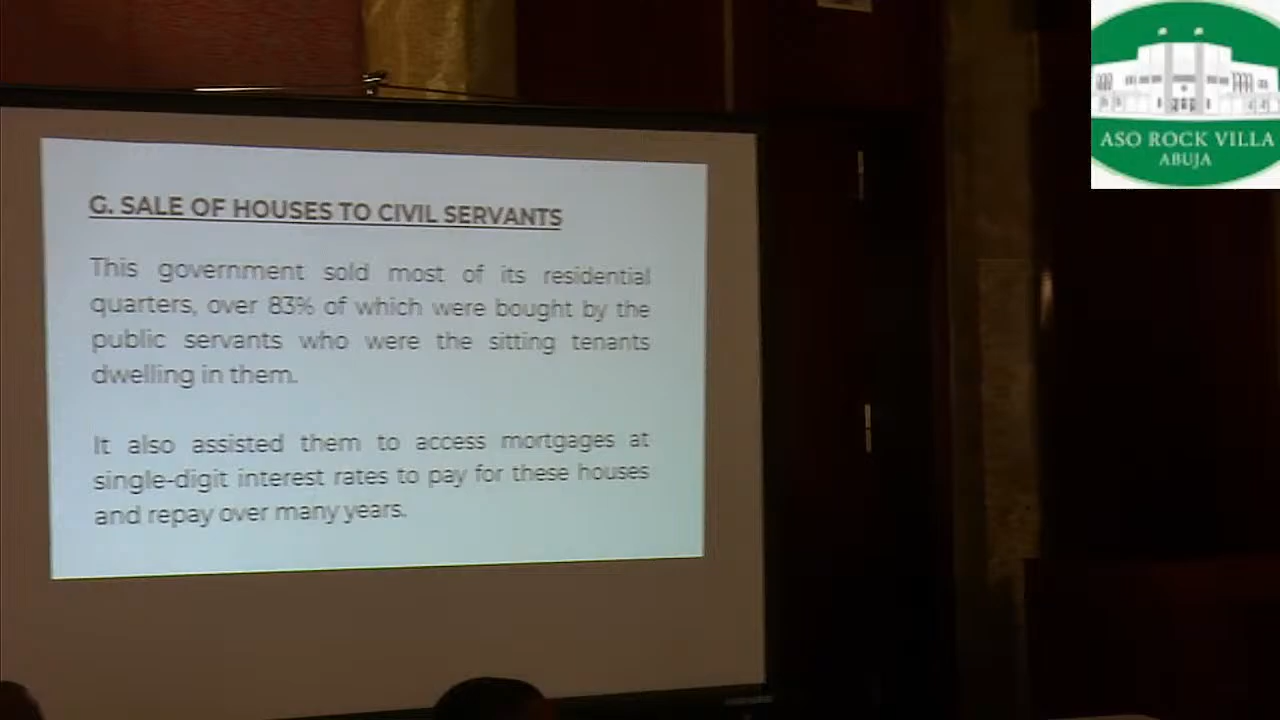 G. SALE OF HOUSES TO CIVIL SERVANTS
This government sold most of its residential
quarters, over 83% of which were bought by the
public servants who were the sitting tenants
dwelling in them.
It also assisted them to access mortgages at
single-digit interest rates to pay for these houses
and repay over many years.
ASO ROCK VILLA
ABUJA